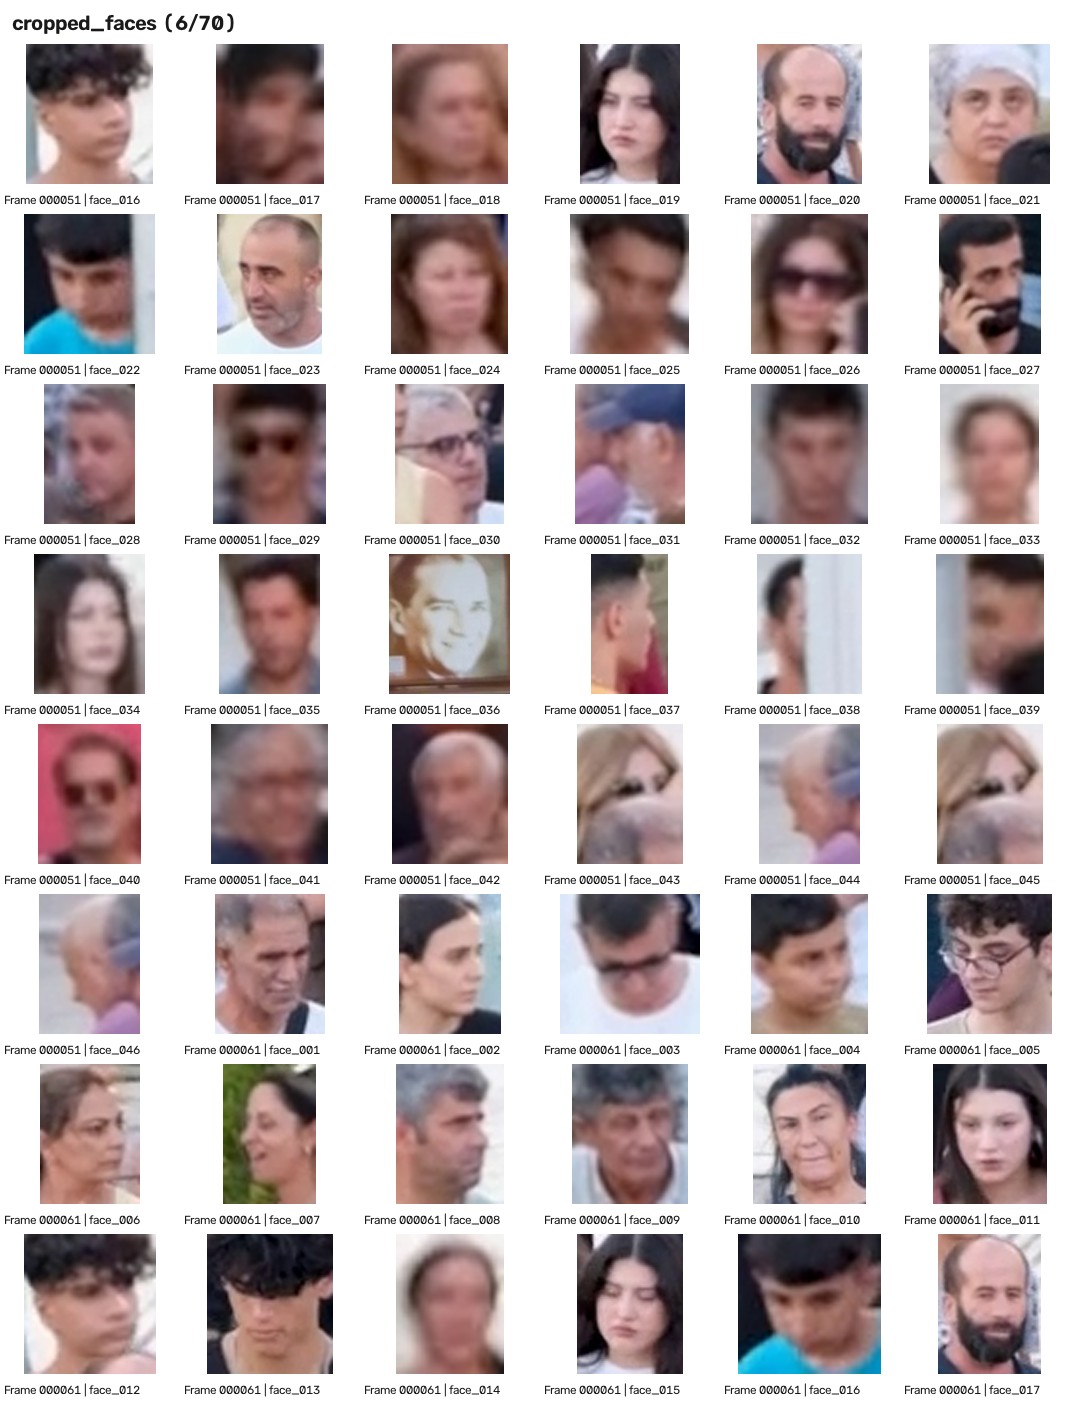 cropped_faces (6/70)
Frame 000051 | face_016 Frame 000051 | face_017 Frame 000051 | face_018 Frame 000051 | face_019 Frame 000051 | face_020 Frame 000051 | face_021
Frame 000051 | face_022 Frame 000051 | face_023 Frame 000051 | face_024 Frame 000051 | face_025 Frame 000051 | face_026 Frame 000051 | face_027
Frame 000051 | face_028 Frame 000051 | face_029 Frame 000051 | face_030 Frame 000051 | face_031 Frame 000051 | face_032 Frame 000051 | face_033
Frame 000051 | face_034 Frame 000051 | face_035 Frame 000051 | face_036 Frame 000051 | face_037 Frame 000051 | face_038 Frame 000051 | face_039
Frame 000051 | face_040 Frame 000051 | face_041 Frame 000051 | face_042 Frame 000051 | face_043 Frame 000051 | face_044 Frame 000051 | face_045
Frame 000051 | face_046 Frame 000061 | face_001 Frame 000061 | face_002 Frame 000061 | face_003 Frame 000061 | face_004 Frame 000061 | face_005
Frame 000061 | face_006 Frame 000061 | face_007 Frame 000061 | face_008 Frame 000061 | face_009 Frame 000061 | face_010 Frame 000061 | face_011
Frame 000061 | face_012 Frame 000061 | face_013 Frame 000061 | face_014 Frame 000061 | face_015 Frame 000061 | face_016 Frame 000061 | face_017